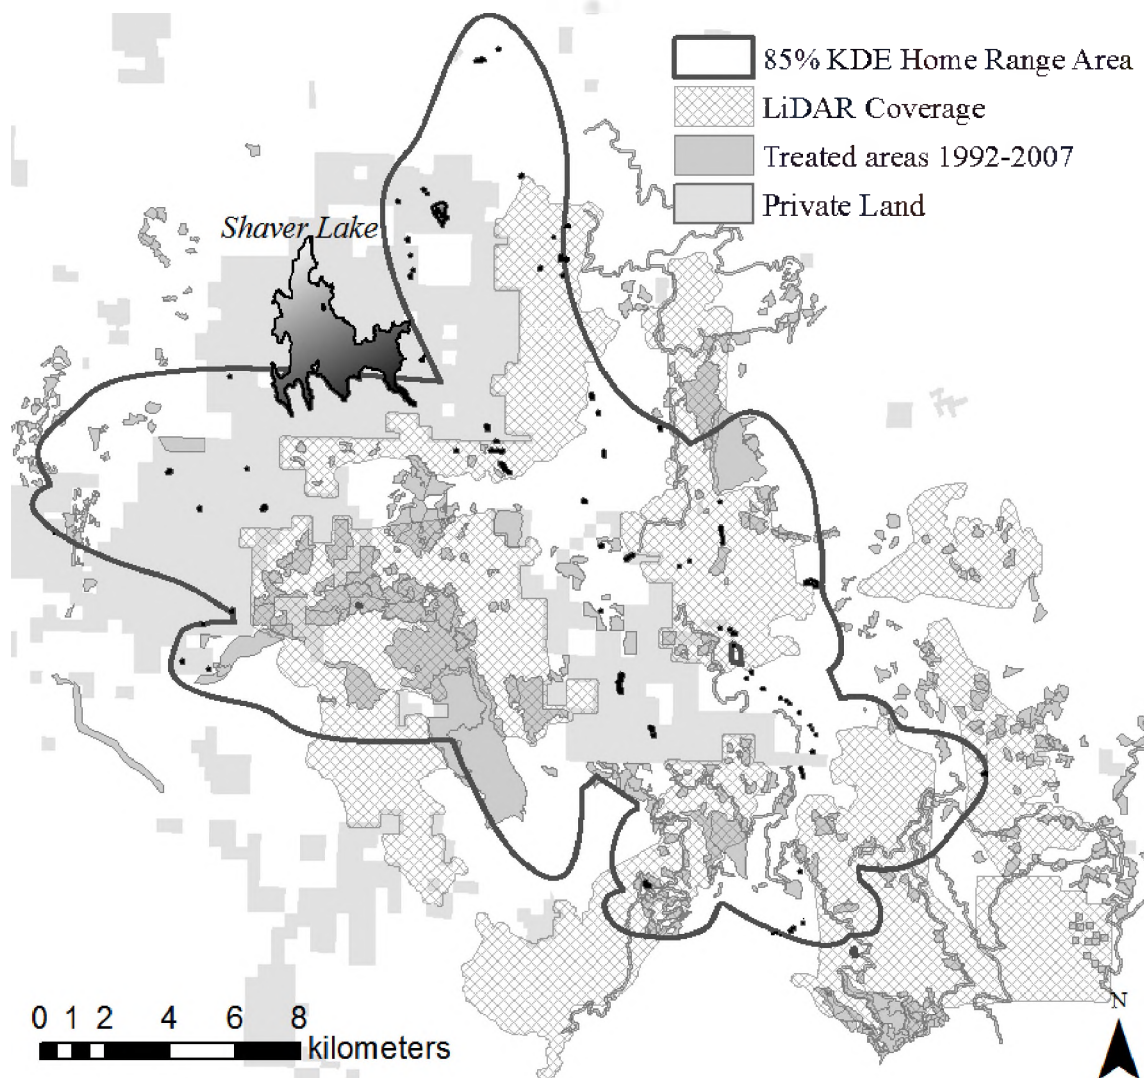 85% KDE Home Range Area
LiDAR Coverage
Treated areas 1992-2007
Private Land
Shaver Lake
N
0 1 2 4 6 8
kilometers